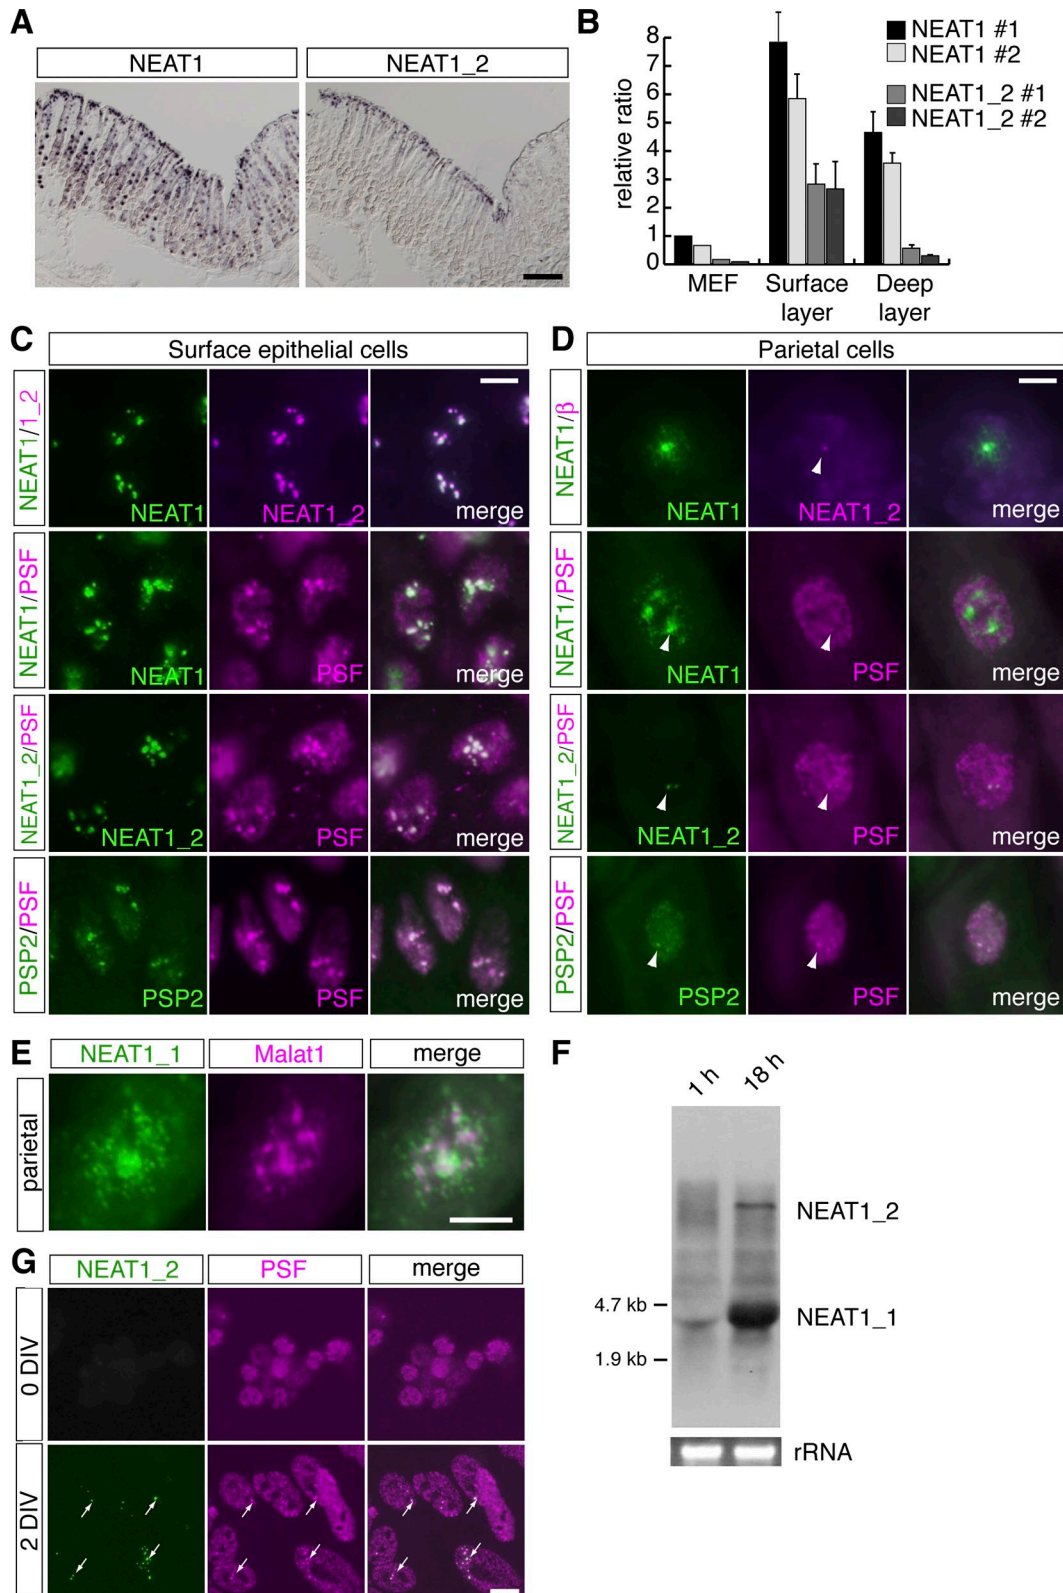 A
NEAT1
NEAT1_2
B
relative ratio
8
7
6
5
4
3
2
1
0
MEF
Surface layer
Deep layer
NEAT1 #1
NEAT1 #2
NEAT1_2 #1
NEAT1_2 #2
C
Surface epithelial cells
NEAT1/1_2
NEAT1
NEAT1_2
merge
NEAT1/PSF
NEAT1
PSF
merge
NEAT1_2/PSF
NEAT1_2
PSF
merge
PSP2/PSF
PSP2
PSF
merge
D
Parietal cells
NEAT1/β
NEAT1
NEAT1_2
merge
NEAT1/PSF
NEAT1
PSF
merge
NEAT1_2/PSF
NEAT1_2
PSF
merge
PSP2/PSF
PSP2
PSF
merge
E
NEAT1_1
Malat1
merge
parietal
F
1 h
18 h
NEAT1_2
4.7 kb
NEAT1_1
1.9 kb
rRNA
G
NEAT1_2
PSF
merge
0 DIV
2 DIV